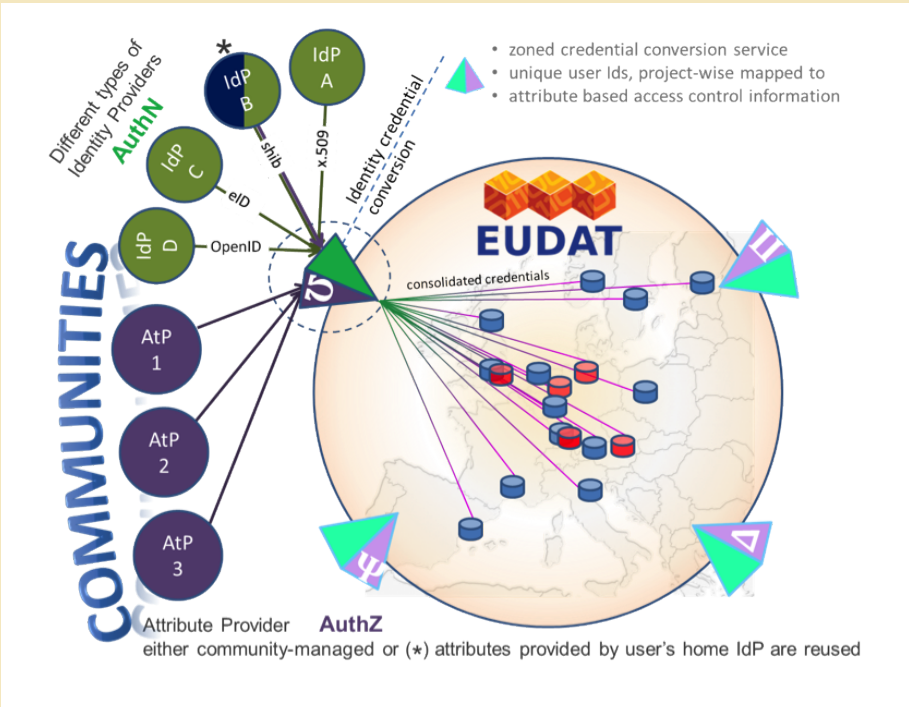 Different types of
Identity Providers
AuthN
*
IdP
B
IdP
A
IdP
C
IdP
D
shib
x.509
eID
OpenID
Identity credential
conversion
• zoned credential conversion service
• unique user Ids, project-wise mapped to
• attribute based access control information
EUDAT
consolidated credentials
COMMUNITIES
AtP
1
AtP
2
AtP
3
Ʊ
Π
Ψ
Δ
Attribute Provider AuthZ
either community-managed or (*) attributes provided by user's home IdP are reused